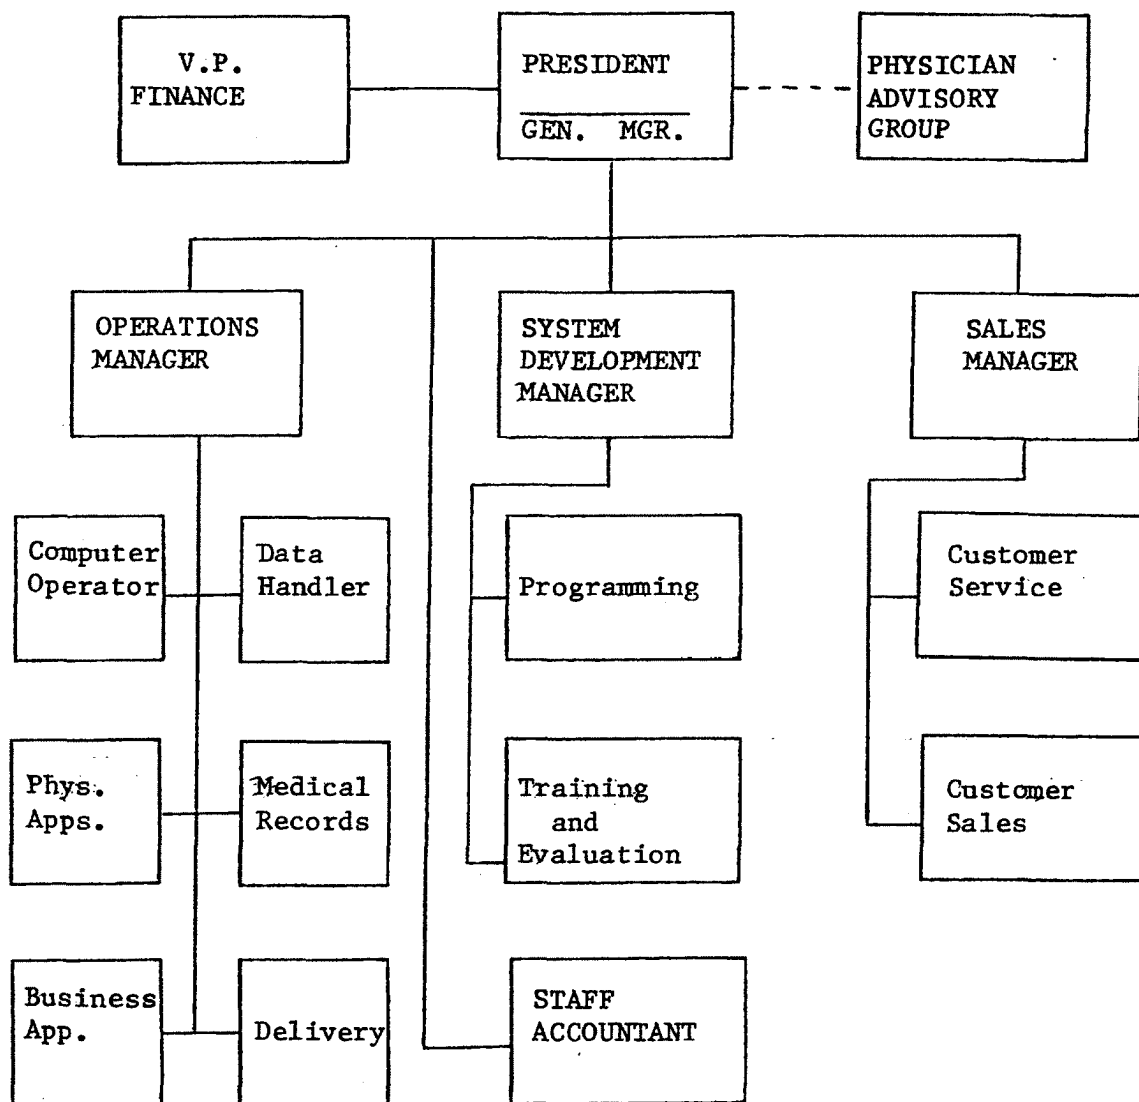 V.P.
FINANCE
PRESIDENT
GEN. MGR.
PHYSICIAN
ADVISORY
GROUP
OPERATIONS
MANAGER
SYSTEM
DEVELOPMENT
MANAGER
SALES
MANAGER
Computer
Operator
Data
Handler
Programming
Customer
Service
Phys.
Apps.
Medical
Records
Training
and
Evaluation
Customer
Sales
Business
App.
Delivery
STAFF
ACCOUNTANT